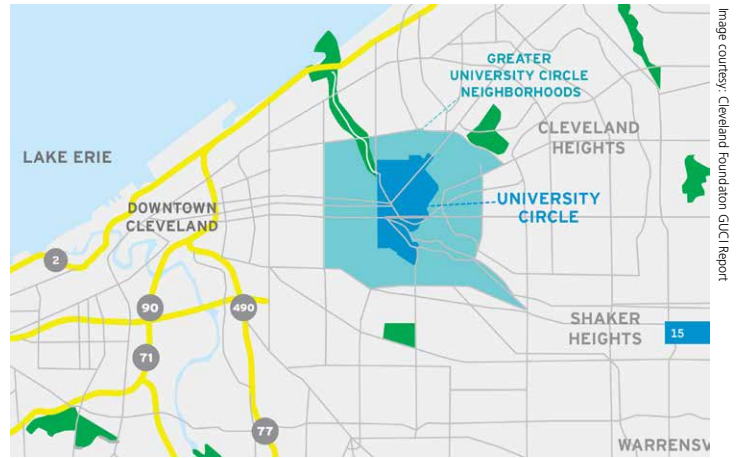 GREATER
UNIVERSITY CIRCLE
NEIGHBORHOODS
CLEVELAND
HEIGHTS
LAKE ERIE
UNIVERSITY
CIRCLE
DOWNTOWN
CLEVELAND
2
90
490
SHAKER
HEIGHTS
15
71
77
WARRENSV
Image courtesy: Cleveland Foundaton GUCI Report